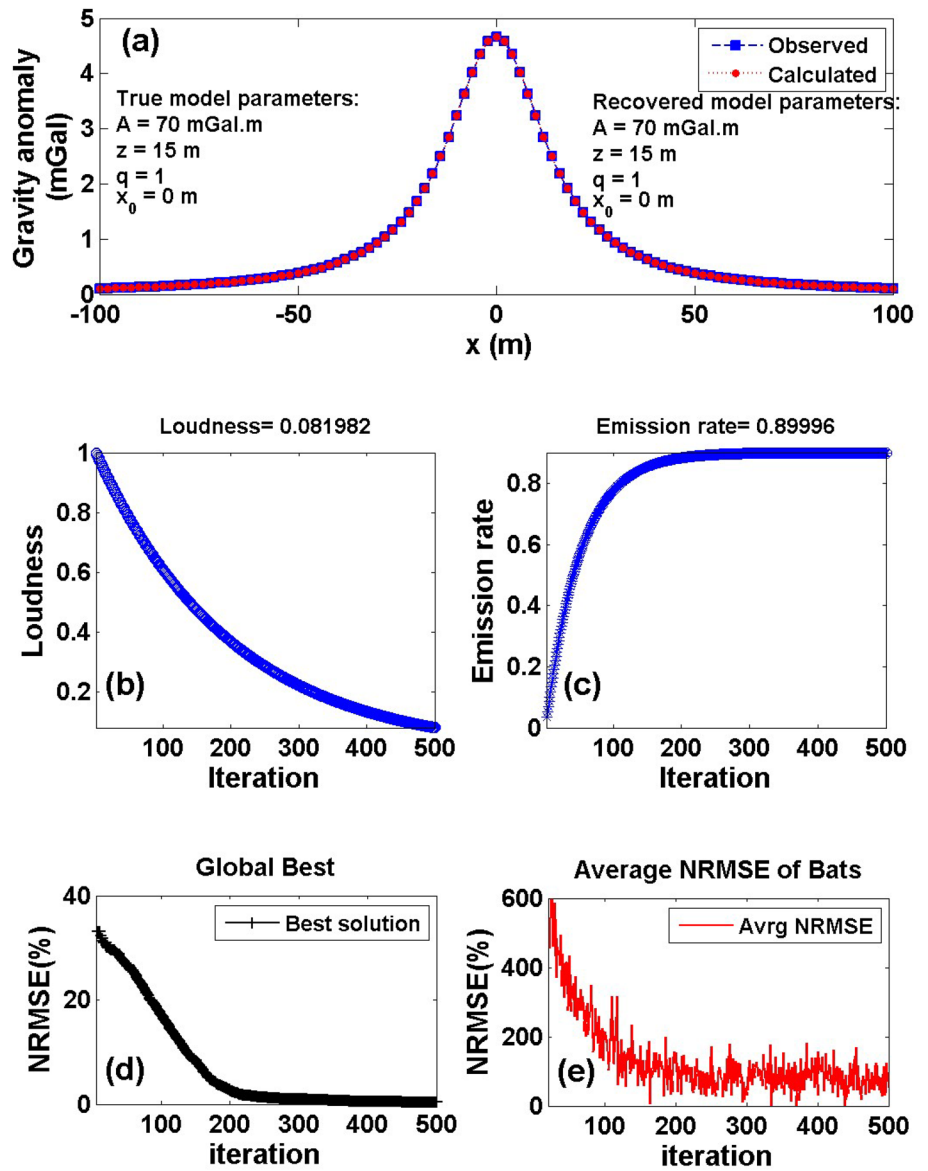 (a)
Gravity anomaly
(mGal)
5
4
3
2
1
0
Observed
Calculated
True model parameters:
A = 70 mGal.m
z = 15 m
q = 1
x0 = 0 m
Recovered model parameters:
A = 70 mGal.m
z = 15 m
q = 1
x0 = 0 m
-100
-50
0
50
100
x (m)
Loudness= 0.081982
Loudness
1
0.8
0.6
0.4
0.2
(b)
100
200
300
400
500
Iteration
Emission rate= 0.89996
Emission rate
0.8
0.6
0.4
0.2
0
(c)
100
200
300
400
500
Iteration
Global Best
NRMSE(%)
40
20
0
Best solution
(d)
100
200
300
400
500
iteration
Average NRMSE of Bats
NRMSE(%)
600
400
200
0
Avrg NRMSE
(e)
100
200
300
400
500
iteration